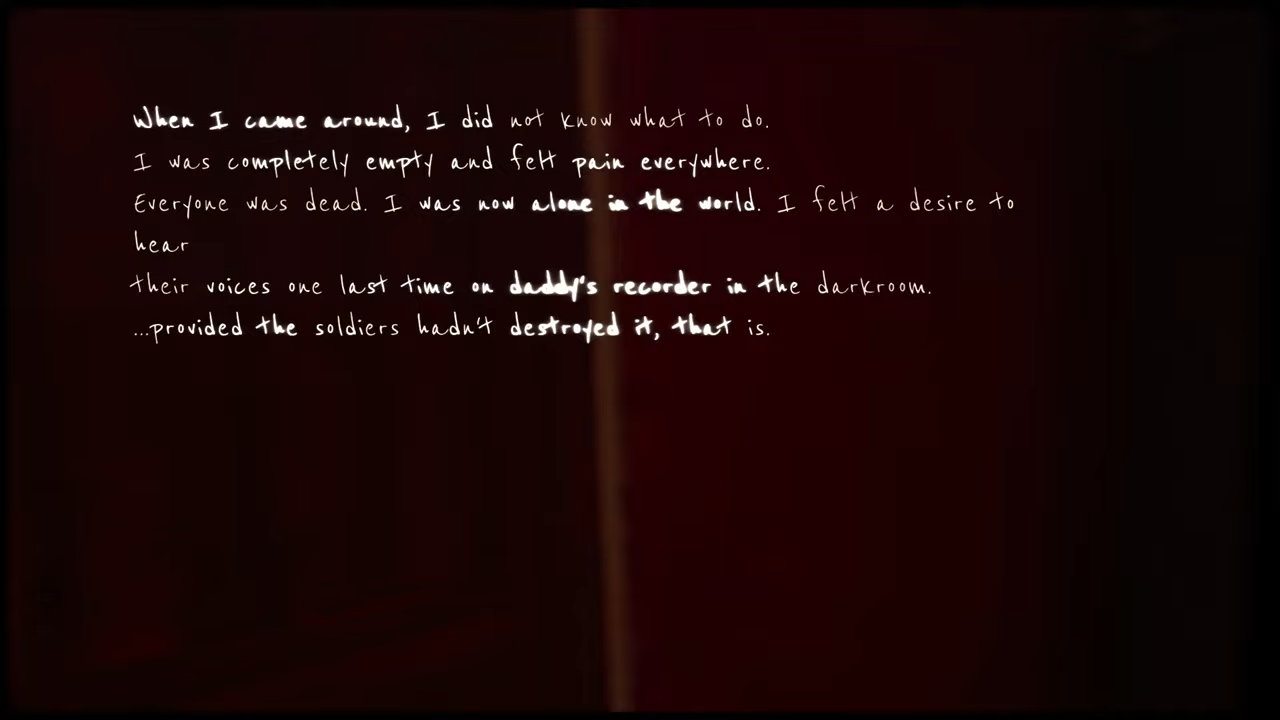 When I came around, I did not know what to do.
I was completely empty and felt pain everywhere.
Everyone was dead. I was now alone in the world. I felt a desire to
hear
their voices one last time on daddy's recorder in the darkroom.
...provided the soldiers hadn't destroyed it, that is.